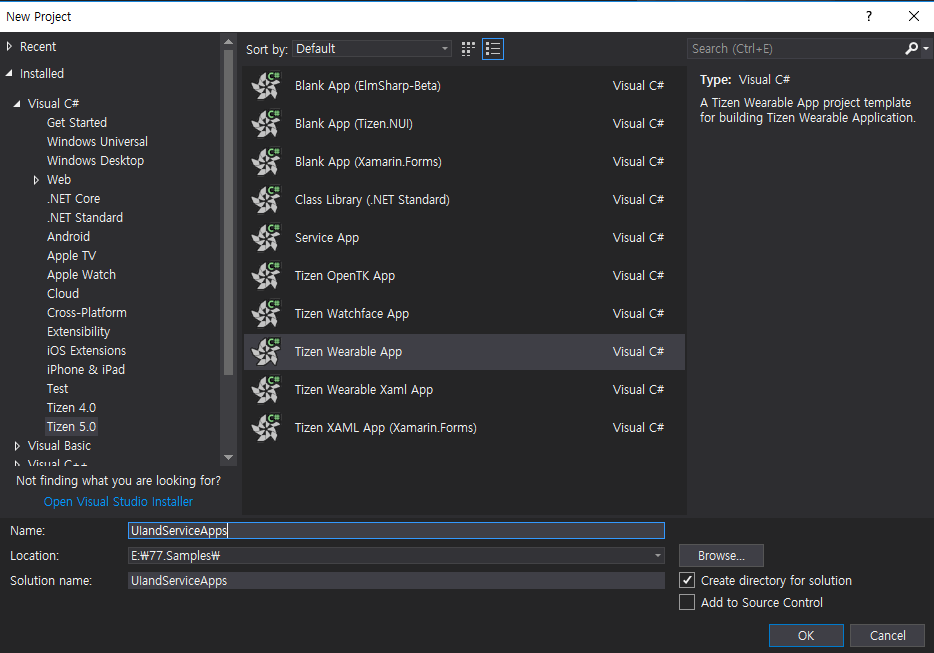 New Project
?
Recent
Installed
Visual C#
Get Started
Windows Universal
Windows Desktop
Web
.NET Core
.NET Standard
Android
Apple TV
Apple Watch
Cloud
Cross-Platform
Extensibility
iOS Extensions
iPhone & iPad
Test
Tizen 4.0
Tizen 5.0
Visual Basic
Visual C++
Not finding what you are looking for?
Open Visual Studio Installer
Sort by: Default
Blank App (ElmSharp-Beta) Visual C#
Blank App (Tizen.NUI) Visual C#
Blank App (Xamarin.Forms) Visual C#
Class Library (.NET Standard) Visual C#
Service App Visual C#
Tizen OpenTK App Visual C#
Tizen Watchface App Visual C#
Tizen Wearable App Visual C#
Tizen Wearable Xaml App Visual C#
Tizen XAML App (Xamarin.Forms) Visual C#
Search (Ctrl+E)
Type: Visual C#
A Tizen Wearable App project template
for building Tizen Wearable Application.
Name: UIandServiceApps
Location: E:₩77.Samples₩
Browse...
Solution name: UIandServiceApps
Create directory for solution
Add to Source Control
OK
Cancel